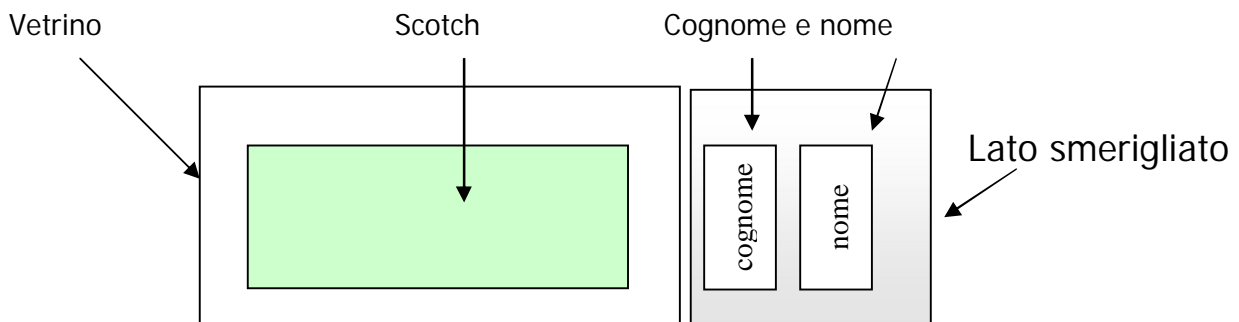 Vetrino
Scotch
Cognome e nome
Lato smerigliato
cognome
nome